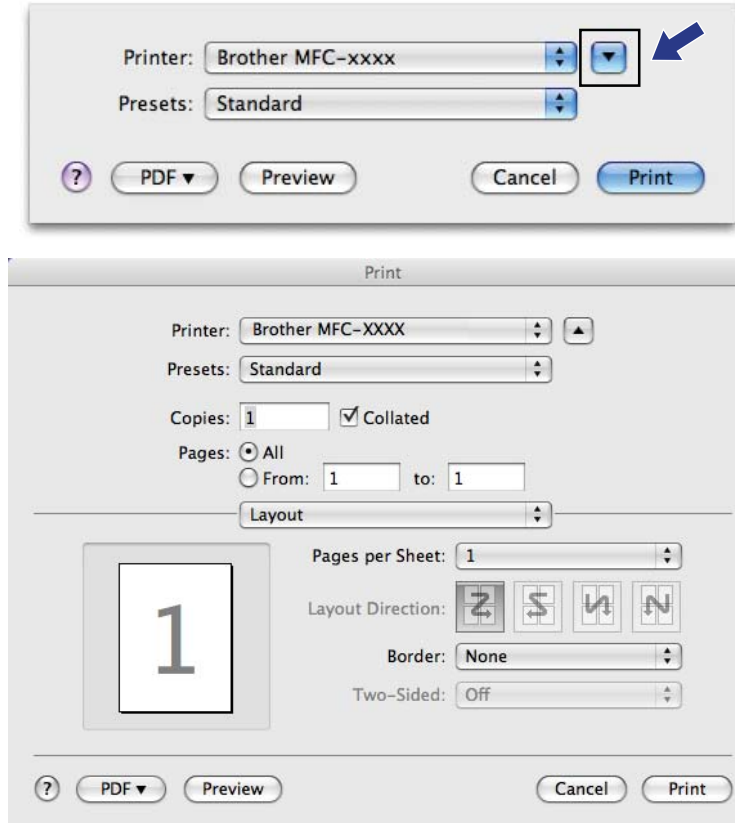 Printer: Brother MFC-xxxx
Presets: Standard
? PDF▼ Preview Cancel Print
Print
Printer: Brother MFC-XXXX
Presets: Standard
Copies: 1 Collated
Pages: All
From: 1 to: 1
Layout
Pages per Sheet: 1
1
Layout Direction:
Border: None
Two-Sided: Off
? PDF▼ Preview Cancel Print